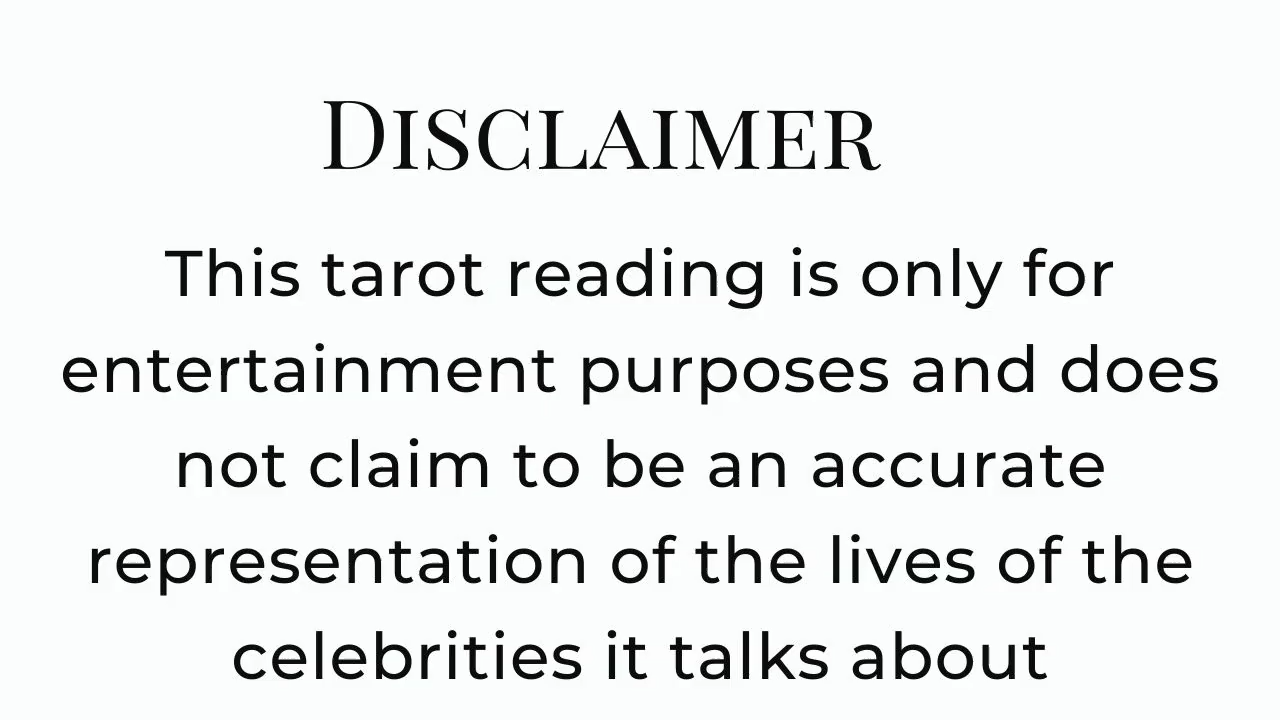 Disclaimer
This tarot reading is only for
entertainment purposes and does
not claim to be an accurate
representation of the lives of the
celebrities it talks about